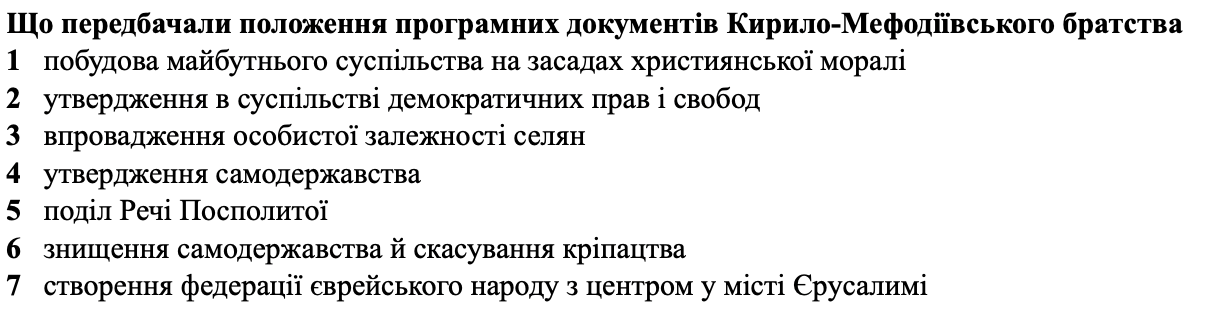 Що передбачали положення програмних документів Кирило-Мефодіївського братства
1 побудова майбутнього суспільства на засадах християнської моралі
2 утвердження в суспільстві демократичних прав і свобод
3 впровадження особистої залежності селян
4 утвердження самодержавства
5 поділ Речі Посполитої
6 знищення самодержавства й скасування кріпацтва
7 створення федерації єврейського народу з центром у місті Єрусалимі